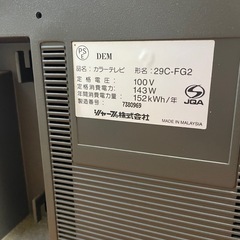 PS
E
DEM
品名：カラーテレビ 形名：29C-FG2
定格電圧： 100V
定格消費電力： 143W
年間消費電力量： 152kWh/年
製造番号： 7380969
シャープ株式会社
S
JQA
MADE IN MALAYSIA